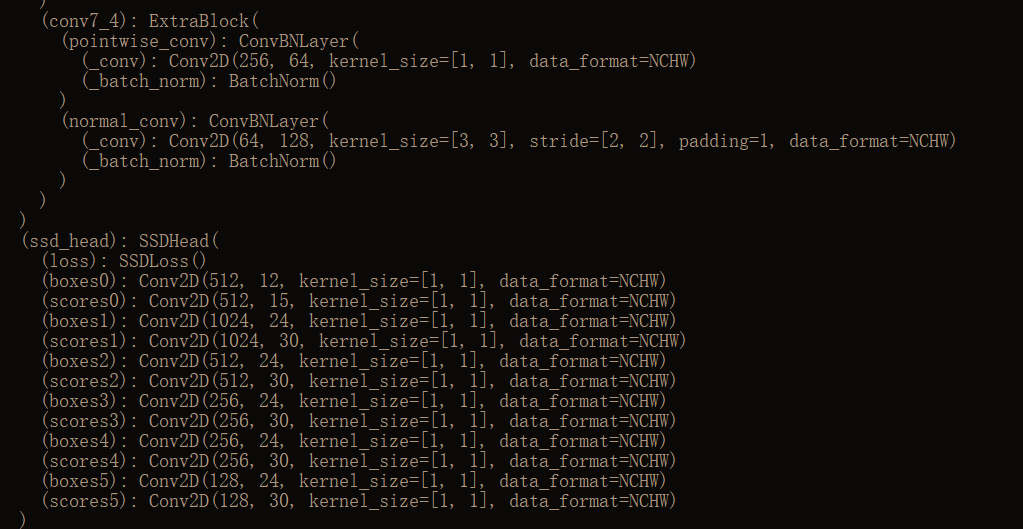 )
(conv7_4): ExtraBlock(
(pointwise_conv): ConvBNLayer(
(_conv): Conv2D(256, 64, kernel_size=[1, 1], data_format=NCHW)
(_batch_norm): BatchNorm()
)
(normal_conv): ConvBNLayer(
(_conv): Conv2D(64, 128, kernel_size=[3, 3], stride=[2, 2], padding=1, data_format=NCHW)
(_batch_norm): BatchNorm()
)
)
)
(ssd_head): SSDHead(
(loss): SSDLoss()
(boxes0): Conv2D(512, 12, kernel_size=[1, 1], data_format=NCHW)
(scores0): Conv2D(512, 15, kernel_size=[1, 1], data_format=NCHW)
(boxes1): Conv2D(1024, 24, kernel_size=[1, 1], data_format=NCHW)
(scores1): Conv2D(1024, 30, kernel_size=[1, 1], data_format=NCHW)
(boxes2): Conv2D(512, 24, kernel_size=[1, 1], data_format=NCHW)
(scores2): Conv2D(512, 30, kernel_size=[1, 1], data_format=NCHW)
(boxes3): Conv2D(256, 24, kernel_size=[1, 1], data_format=NCHW)
(scores3): Conv2D(256, 30, kernel_size=[1, 1], data_format=NCHW)
(boxes4): Conv2D(256, 24, kernel_size=[1, 1], data_format=NCHW)
(scores4): Conv2D(256, 30, kernel_size=[1, 1], data_format=NCHW)
(boxes5): Conv2D(128, 24, kernel_size=[1, 1], data_format=NCHW)
(scores5): Conv2D(128, 30, kernel_size=[1, 1], data_format=NCHW)
)